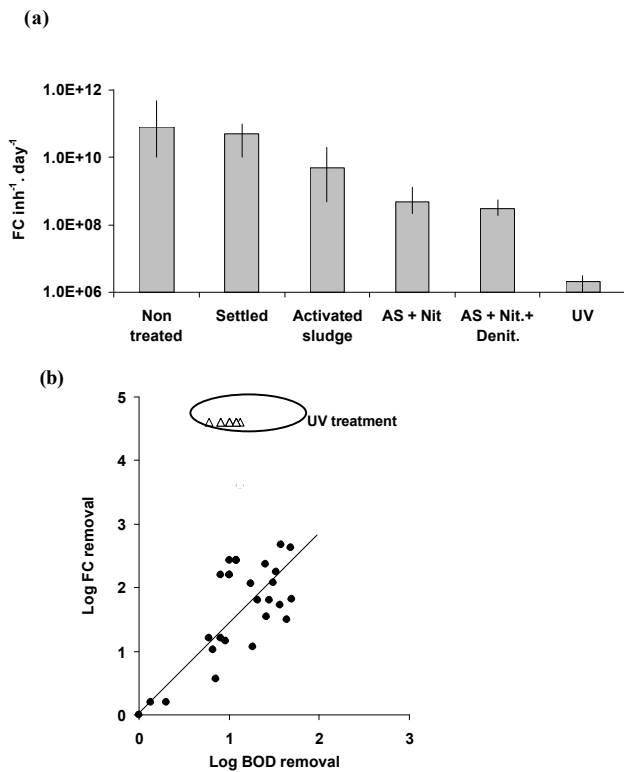 (a)
1.0E+12
1.0E+10
1.0E+08
1.0E+06
FC inh⁻¹. day⁻¹
Non treated
Settled
Activated sludge
AS + Nit
AS + Nit.+ Denit.
UV
(b)
5
4
3
2
1
0
Log FC removal
UV treatment
0
1
2
3
Log BOD removal